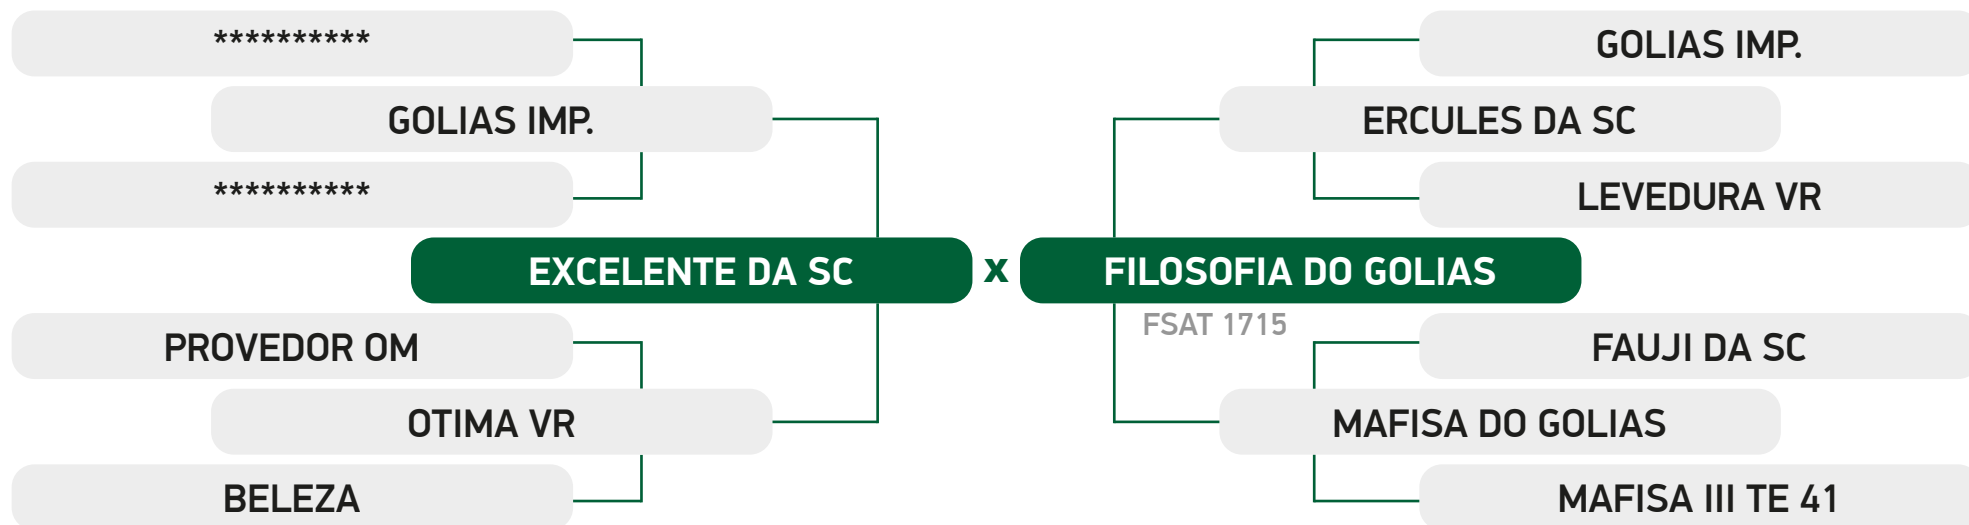 **********
GOLIAS IMP.
GOLIAS IMP.
ERCULES DA SC
**********
LEVEDURA VR
EXCELENTE DA SC x FILOSOFIA DO GOLIAS
FSAT 1715
PROVEDOR OM
FAUJI DA SC
OTIMA VR
MAFISA DO GOLIAS
BELEZA
MAFISA III TE 41